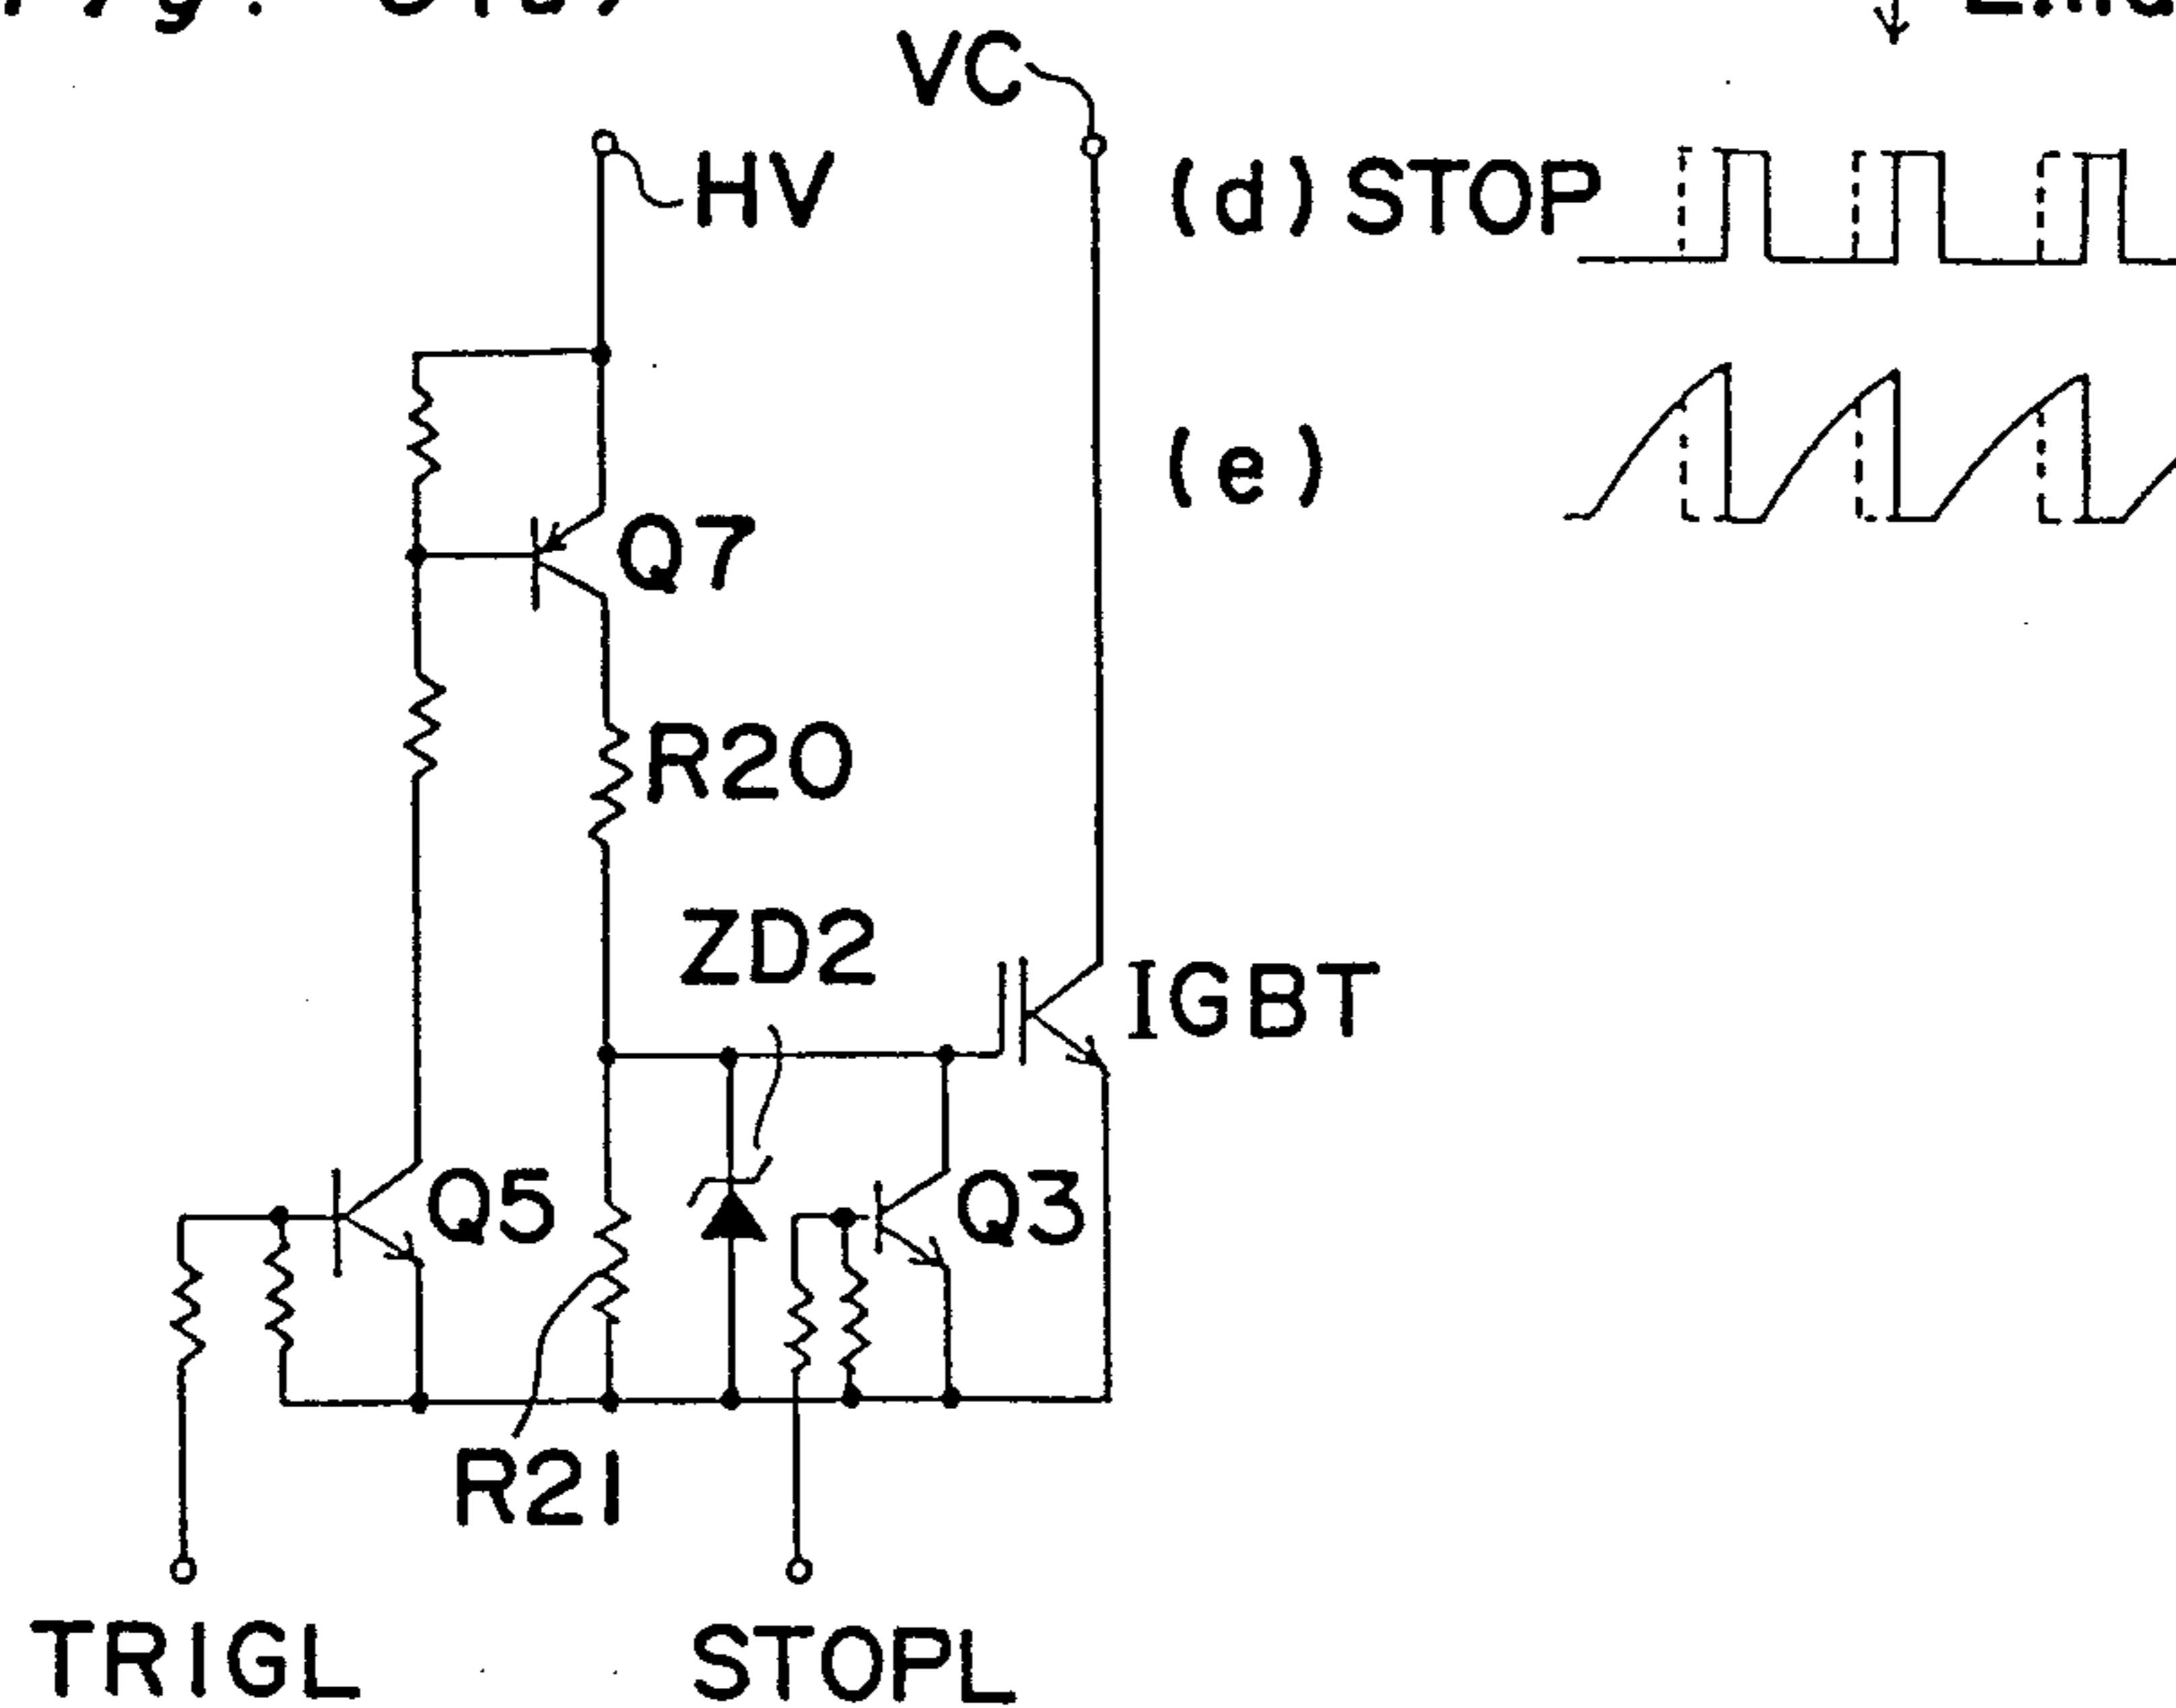 VC
HV
(d) STOP
(e)
Q7
R20
ZD2
IGBT
Q5
Q3
R21
TRIGL
STOPL